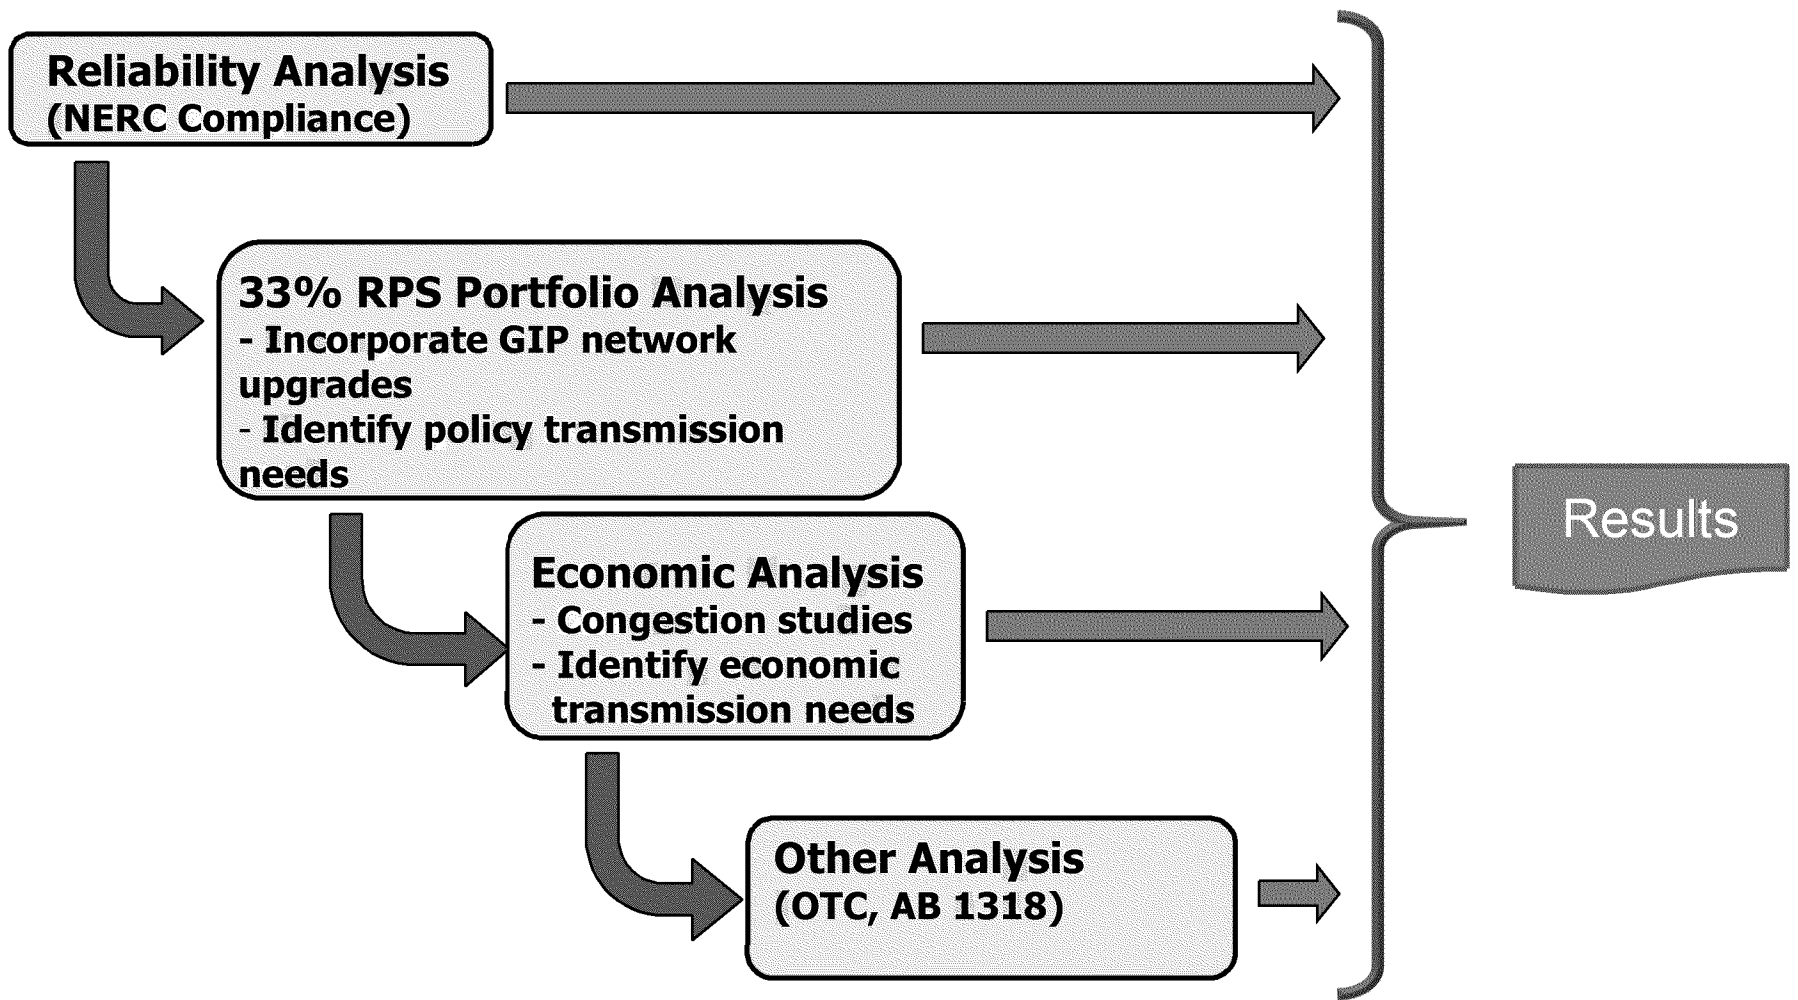 Reliability Analysis
(NERC Compliance)
33% RPS Portfolio Analysis
- Incorporate GIP network
upgrades
- Identify policy transmission
needs
Economic Analysis
- Congestion studies
- Identify economic
transmission needs
Other Analysis
(OTC, AB 1318)
Results